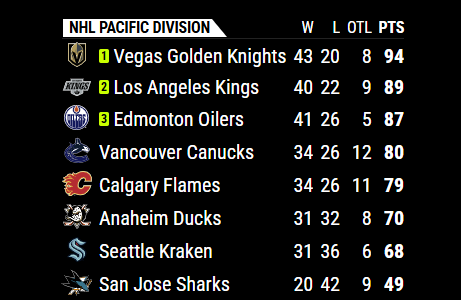 NHL PACIFIC DIVISION W L OTL PTS
1 Vegas Golden Knights 43 20 8 94
KINGS 2 Los Angeles Kings 40 22 9 89
OILERS 3 Edmonton Oilers 41 26 5 87
Vancouver Canucks 34 26 12 80
Calgary Flames 34 26 11 79
Anaheim Ducks 31 32 8 70
Seattle Kraken 31 36 6 68
San Jose Sharks 20 42 9 49